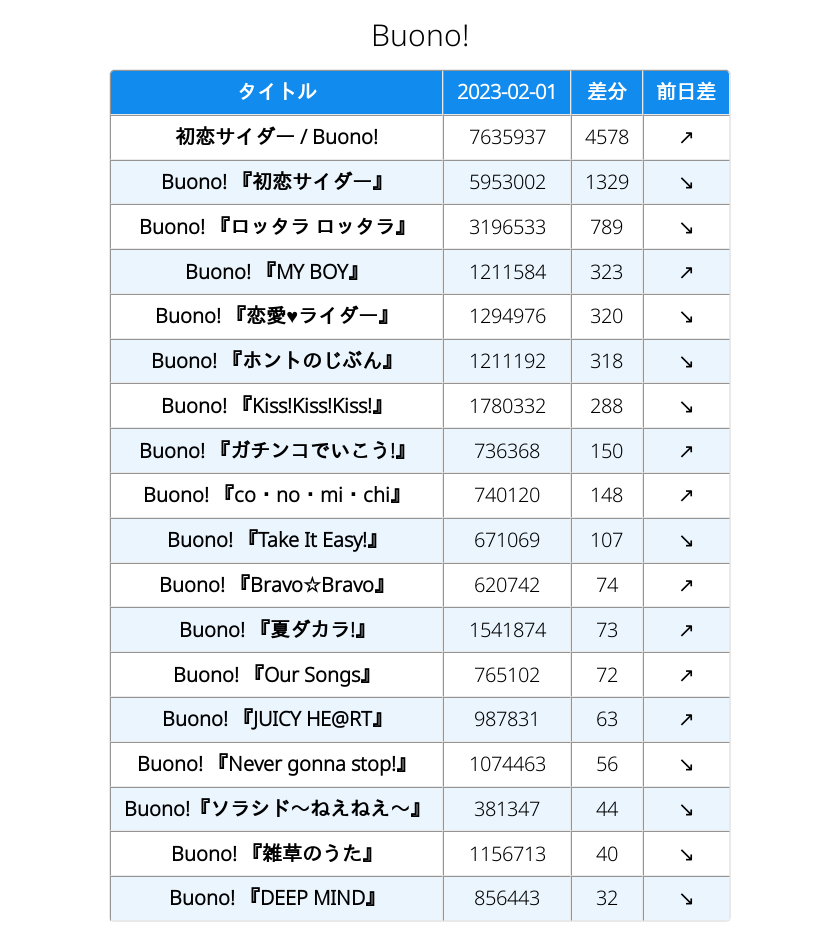 Buono!
タイトル 2023-02-01 差分 前日差
初恋サイダー / Buono! 7635937 4578 ↗
Buono! 『初恋サイダー』 5953002 1329 ↘
Buono! 『ロッタラ ロッタラ』 3196533 789 ↘
Buono! 『MY BOY』 1211584 323 ↗
Buono! 『恋愛♥ライダー』 1294976 320 ↘
Buono! 『ホントのじぶん』 1211192 318 ↘
Buono! 『Kiss!Kiss!Kiss!』 1780332 288 ↘
Buono! 『ガチンコでいこう!』 736368 150 ↗
Buono! 『co・no・mi・chi』 740120 148 ↗
Buono! 『Take It Easy!』 671069 107 ↘
Buono! 『Bravo☆Bravo』 620742 74 ↗
Buono! 『夏ダカラ!』 1541874 73 ↗
Buono! 『Our Songs』 765102 72 ↗
Buono! 『JUICY HE@RT』 987831 63 ↗
Buono! 『Never gonna stop!』 1074463 56 ↘
Buono!『ソラシド～ねえねえ～』 381347 44 ↘
Buono! 『雑草のうた』 1156713 40 ↘
Buono! 『DEEP MIND』 856443 32 ↘